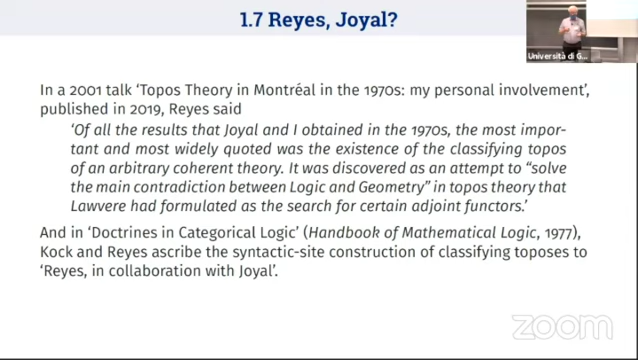 1.7 Reyes, Joyal?
Università di G...
In a 2001 talk ‘Topos Theory in Montréal in the 1970s: my personal involvement’,
published in 2019, Reyes said
‘Of all the results that Joyal and I obtained in the 1970s, the most impor-
tant and most widely quoted was the existence of the classifying topos
of an arbitrary coherent theory. It was discovered as an attempt to “solve
the main contradiction between Logic and Geometry” in topos theory that
Lawvere had formulated as the search for certain adjoint functors.’
And in ‘Doctrines in Categorical Logic’ (Handbook of Mathematical Logic, 1977),
Kock and Reyes ascribe the syntactic-site construction of classifying toposes to
‘Reyes, in collaboration with Joyal’.
zoom